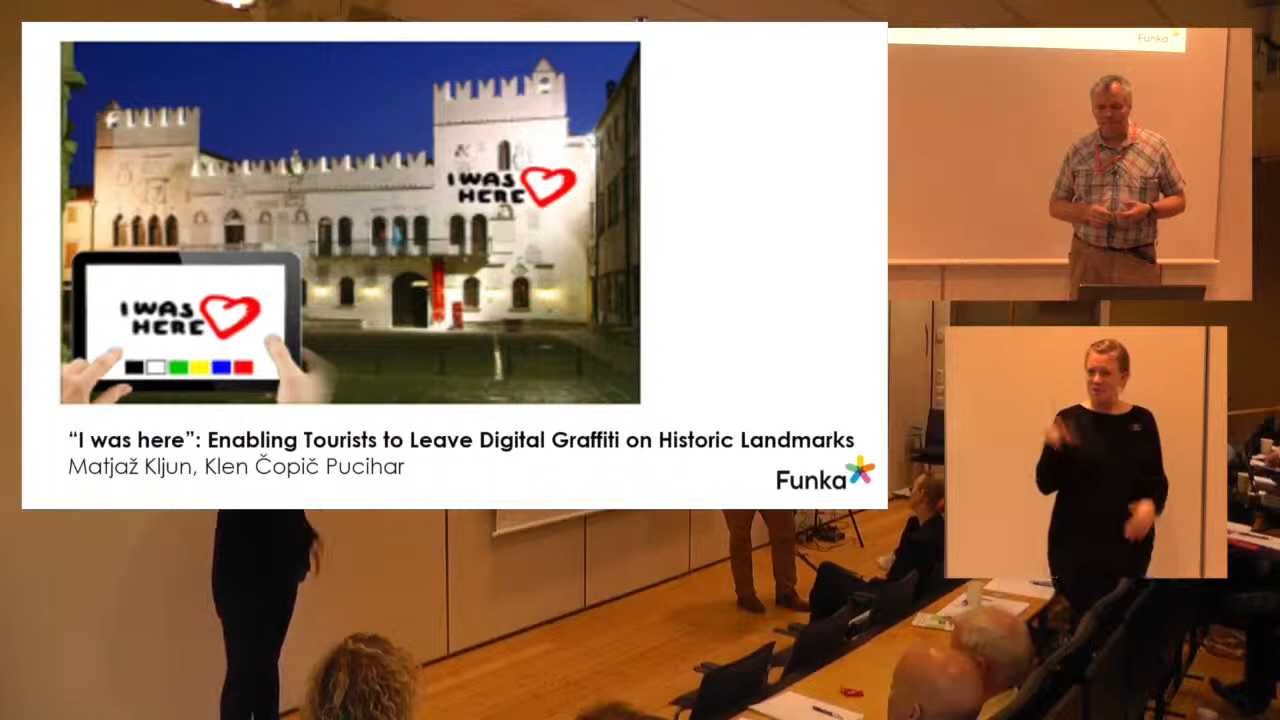 I WAS
HERE
I WAS
HERE
“I was here”: Enabling Tourists to Leave Digital Graffiti on Historic Landmarks
Matjaž Kljun, Klen Čopič Pucihar
Funka
Funka